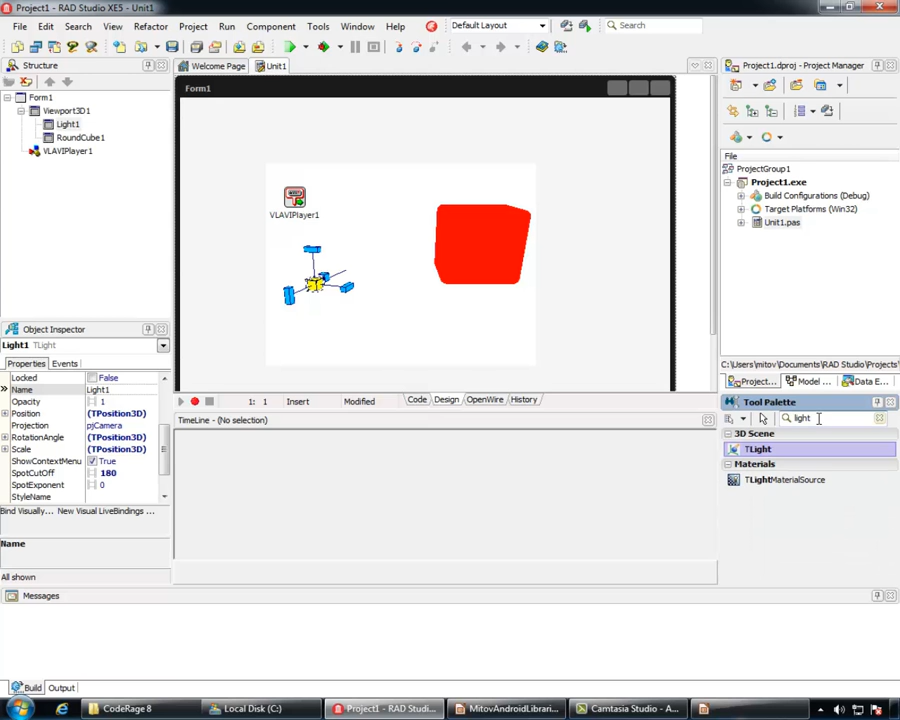 Project1 - RAD Studio XE5 - Unit1
File Edit Search View Refactor Project Run Component Tools Window Help Default Layout Search
Structure
Form1
Viewport3D1
Light1
RoundCube1
VLAVIPlayer1
Welcome Page Unit1
Form1
VLAVIPlayer1
Project1.dproj - Project Manager
File
ProjectGroup1
Project1.exe
Build Configurations (Debug)
Target Platforms (Win32)
Unit1.pas
C:\Users\mitov\Documents\RAD Studio\Projects
Project... Model ... Data E...
Object Inspector
Light1 TLight
Properties Events
Locked False
Name Light1
Opacity 1
Position (TPosition3D)
Projection pjCamera
RotationAngle (TPosition3D)
Scale (TPosition3D)
ShowContextMenu True
SpotCutOff 180
SpotExponent 0
StyleName
Bind Visually... New Visual LiveBindings ...
Name
All shown
1: 1 Insert Modified Code Design OpenWire History
TimeLine - (No selection)
Tool Palette
light
3D Scene
TLight
Materials
TLightMaterialSource
Messages
Build Output
CodeRage 8 Local Disk (C:) Project1 - RAD Studi... MitovAndroidLibrari... Camtasia Studio - A...